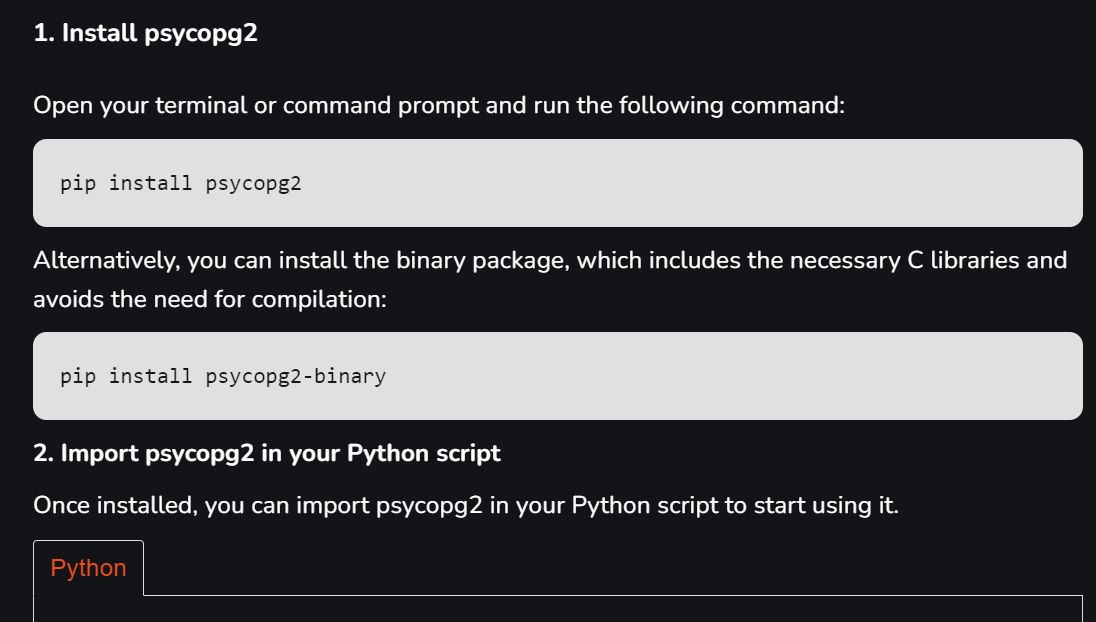 1. Install psycopg2
Open your terminal or command prompt and run the following command:
pip install psycopg2
Alternatively, you can install the binary package, which includes the necessary C libraries and
avoids the need for compilation:
pip install psycopg2-binary
2. Import psycopg2 in your Python script
Once installed, you can import psycopg2 in your Python script to start using it.
Python